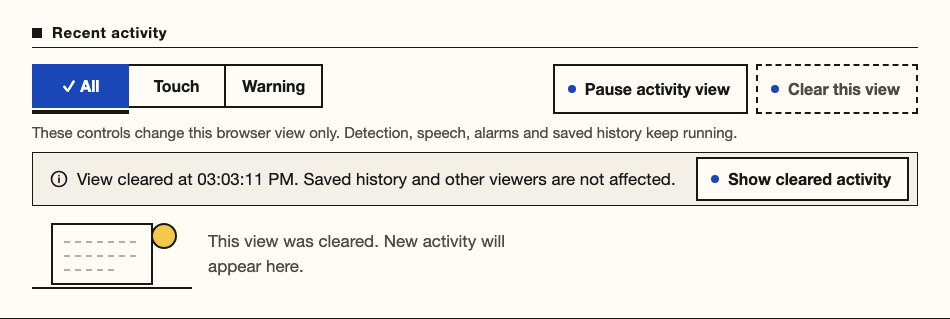 Recent activity
All
Touch
Warning
Pause activity view
Clear this view
These controls change this browser view only. Detection, speech, alarms and saved history keep running.
View cleared at 03:03:11 PM. Saved history and other viewers are not affected.
Show cleared activity
This view was cleared. New activity will
appear here.